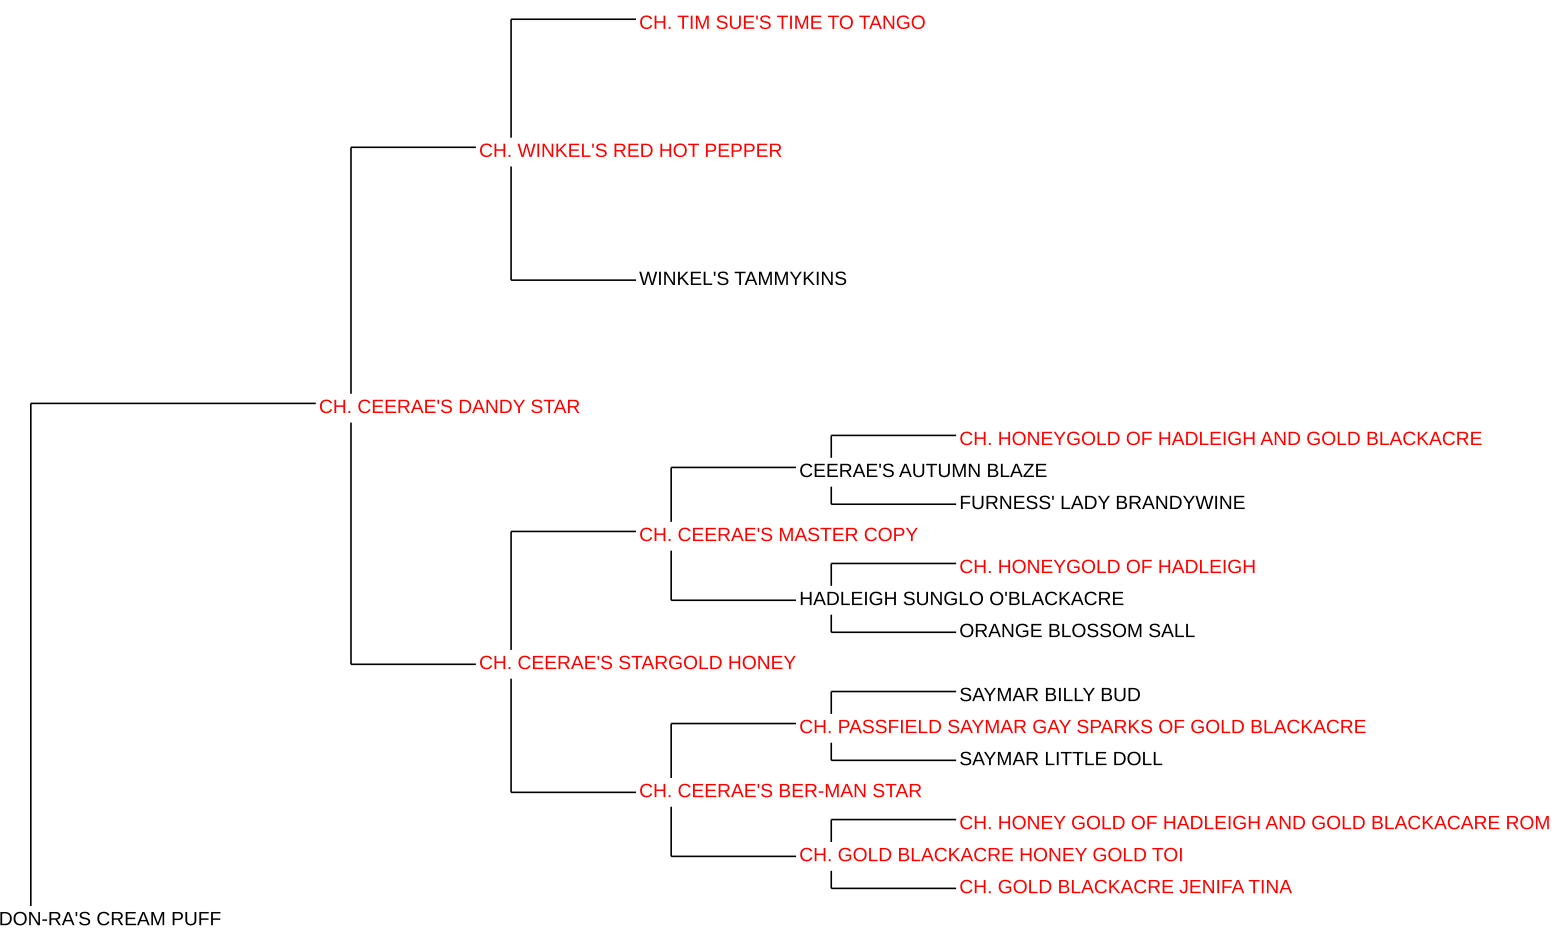 CH. TIM SUE'S TIME TO TANGO
CH. WINKEL'S RED HOT PEPPER
WINKEL'S TAMMYKINS
CH. CEERAE'S DANDY STAR
CH. HONEYGOLD OF HADLEIGH AND GOLD BLACKACRE
CEERAE'S AUTUMN BLAZE
FURNESS' LADY BRANDYWINE
CH. CEERAE'S MASTER COPY
CH. HONEYGOLD OF HADLEIGH
HADLEIGH SUNGLO O'BLACKACRE
ORANGE BLOSSOM SALL
CH. CEERAE'S STARGOLD HONEY
SAYMAR BILLY BUD
CH. PASSFIELD SAYMAR GAY SPARKS OF GOLD BLACKACRE
SAYMAR LITTLE DOLL
CH. CEERAE'S BER-MAN STAR
CH. HONEY GOLD OF HADLEIGH AND GOLD BLACKACARE ROM
CH. GOLD BLACKACRE HONEY GOLD TOI
CH. GOLD BLACKACRE JENIFA TINA
DON-RA'S CREAM PUFF